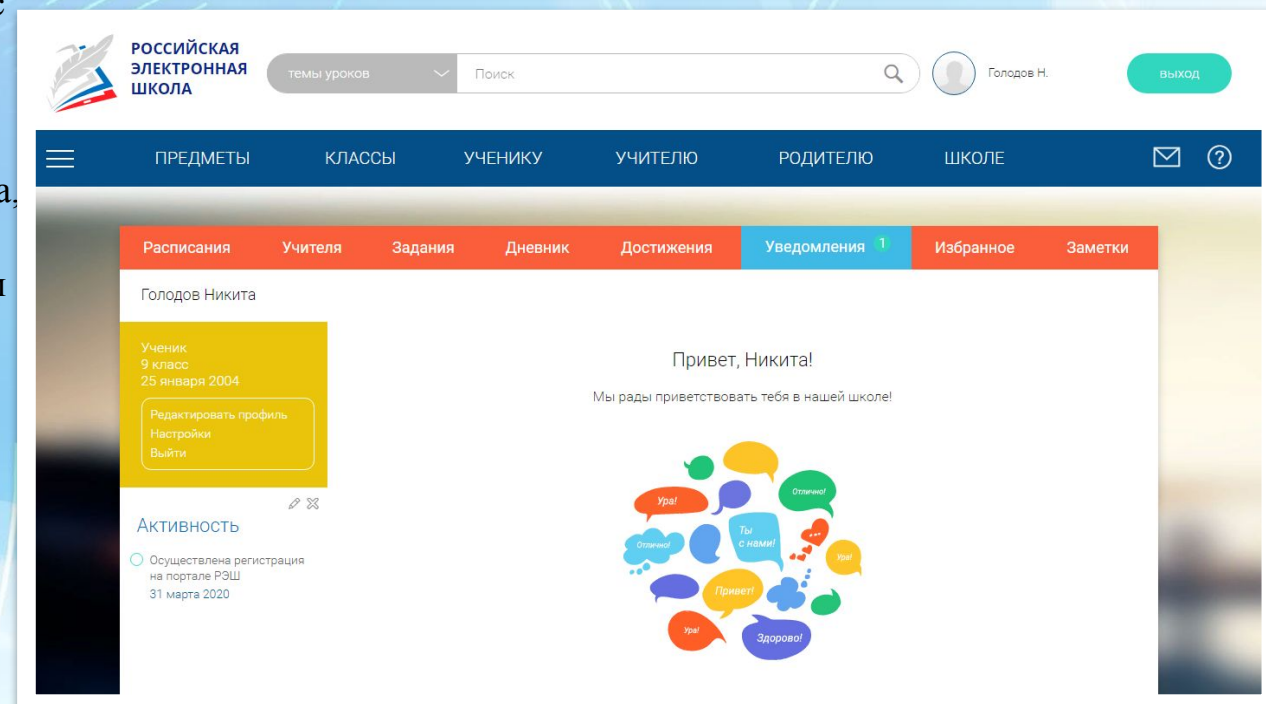 с
а,
РОССИЙСКАЯ
ЭЛЕКТРОННАЯ
ШКОЛА
темы уроков
Поиск
Голодов Н.
выход
ПРЕДМЕТЫ КЛАССЫ УЧЕНИКУ УЧИТЕЛЮ РОДИТЕЛЮ ШКОЛЕ
Расписания Учителя Задания Дневник Достижения Уведомления 1 Избранное Заметки
Голодов Никита
Ученик
9 класс
25 января 2004
Редактировать профиль
Настройки
Выйти
Активность
Осуществлена регистрация
на портале РЭШ
31 марта 2020
Привет, Никита!
Мы рады приветствовать тебя в нашей школе!
Ура!
Отлично!
Отлично!
Ты
с нами!
Ура!
Привет!
Ура!
Здорово!